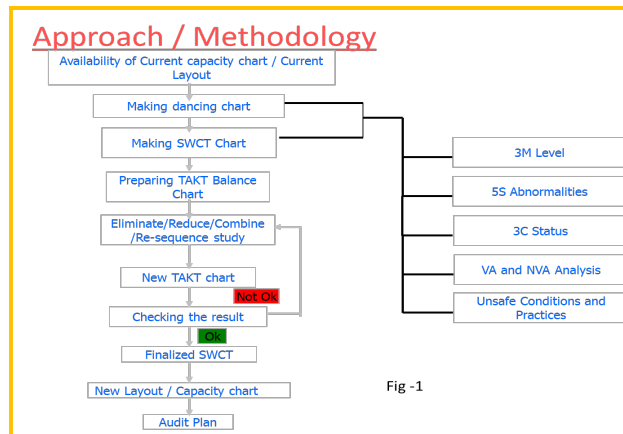 Approach / Methodology
Availability of Current capacity chart / Current
Layout
Making dancing chart
Making SWCT Chart
Preparing TAKT Balance
Chart
Eliminate/Reduce/Combine
/Re-sequence study
New TAKT chart
Not Ok
Checking the result
Ok
Finalized SWCT
New Layout / Capacity chart
Audit Plan
3M Level
5S Abnormalities
3C Status
VA and NVA Analysis
Unsafe Conditions and
Practices
Fig -1